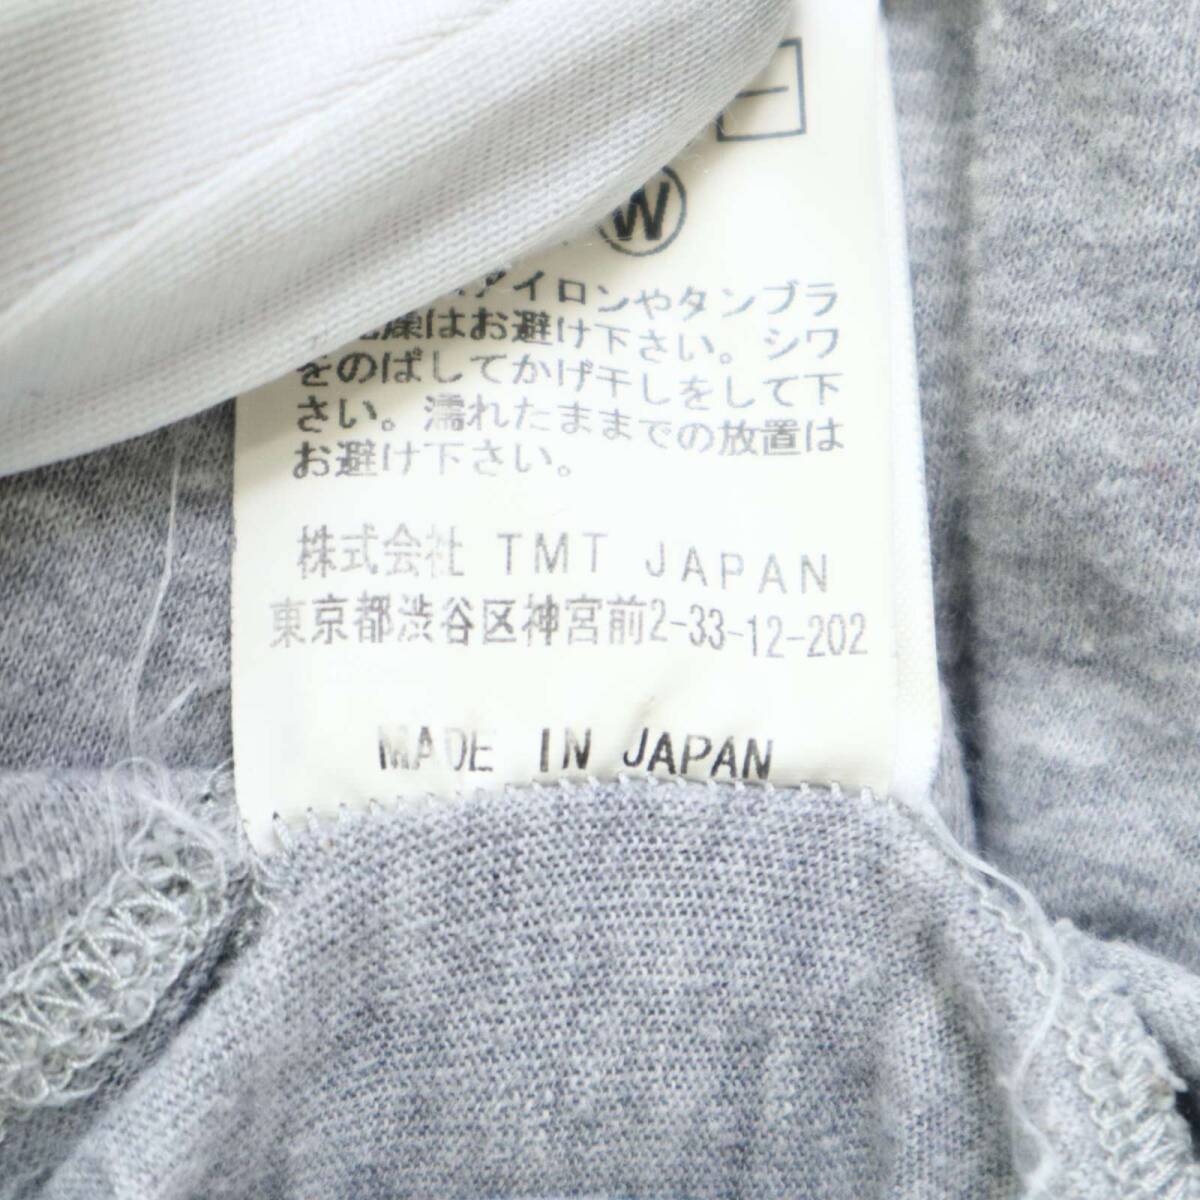 W
アイロンやタンブラ
燥はお避け下さい。シワ
をのばしてかげ干しをして下
さい。濡れたままでの放置は
お避け下さい。
株式会社 TMT JAPAN
東京都渋谷区神宮前2-33-12-202
MADE IN JAPAN